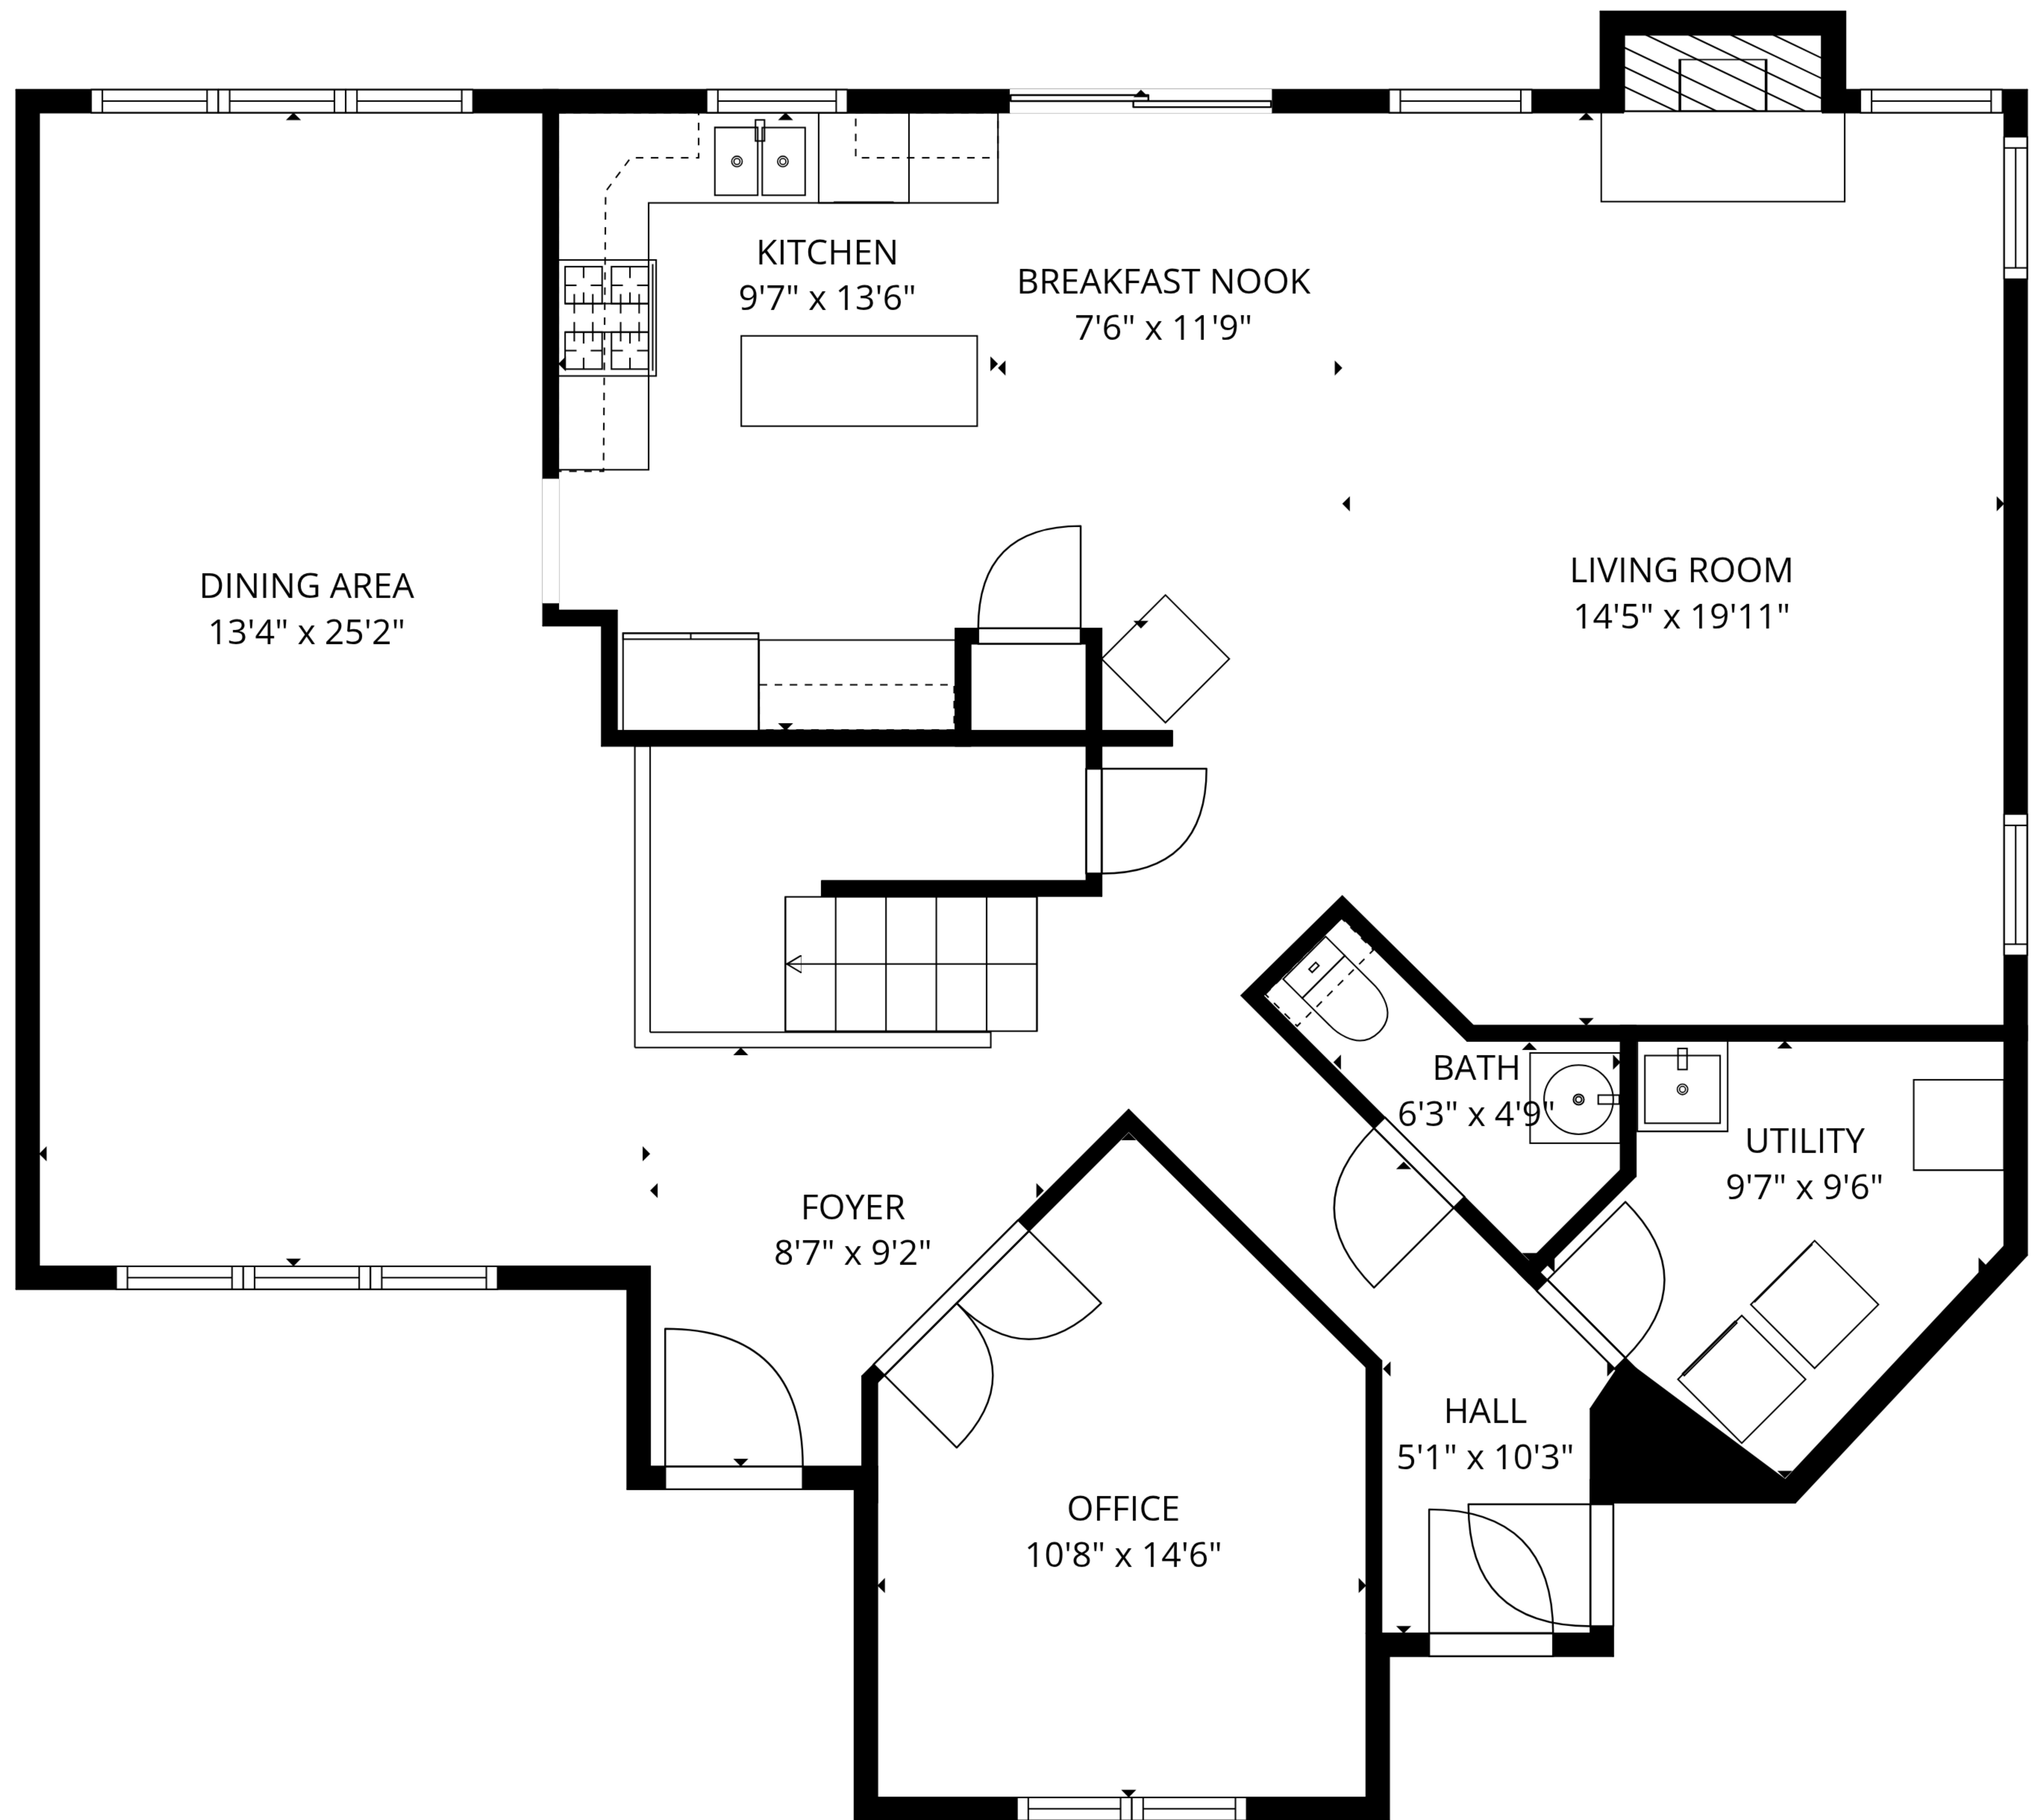 KITCHEN
9'7" x 13'6"
BREAKFAST NOOK
7'6" x 11'9"
DINING AREA
13'4" x 25'2"
LIVING ROOM
14'5" x 19'11"
BATH
6'3" x 4'9"
UTILITY
9'7" x 9'6"
FOYER
8'7" x 9'2"
HALL
5'1" x 10'3"
OFFICE
10'8" x 14'6"